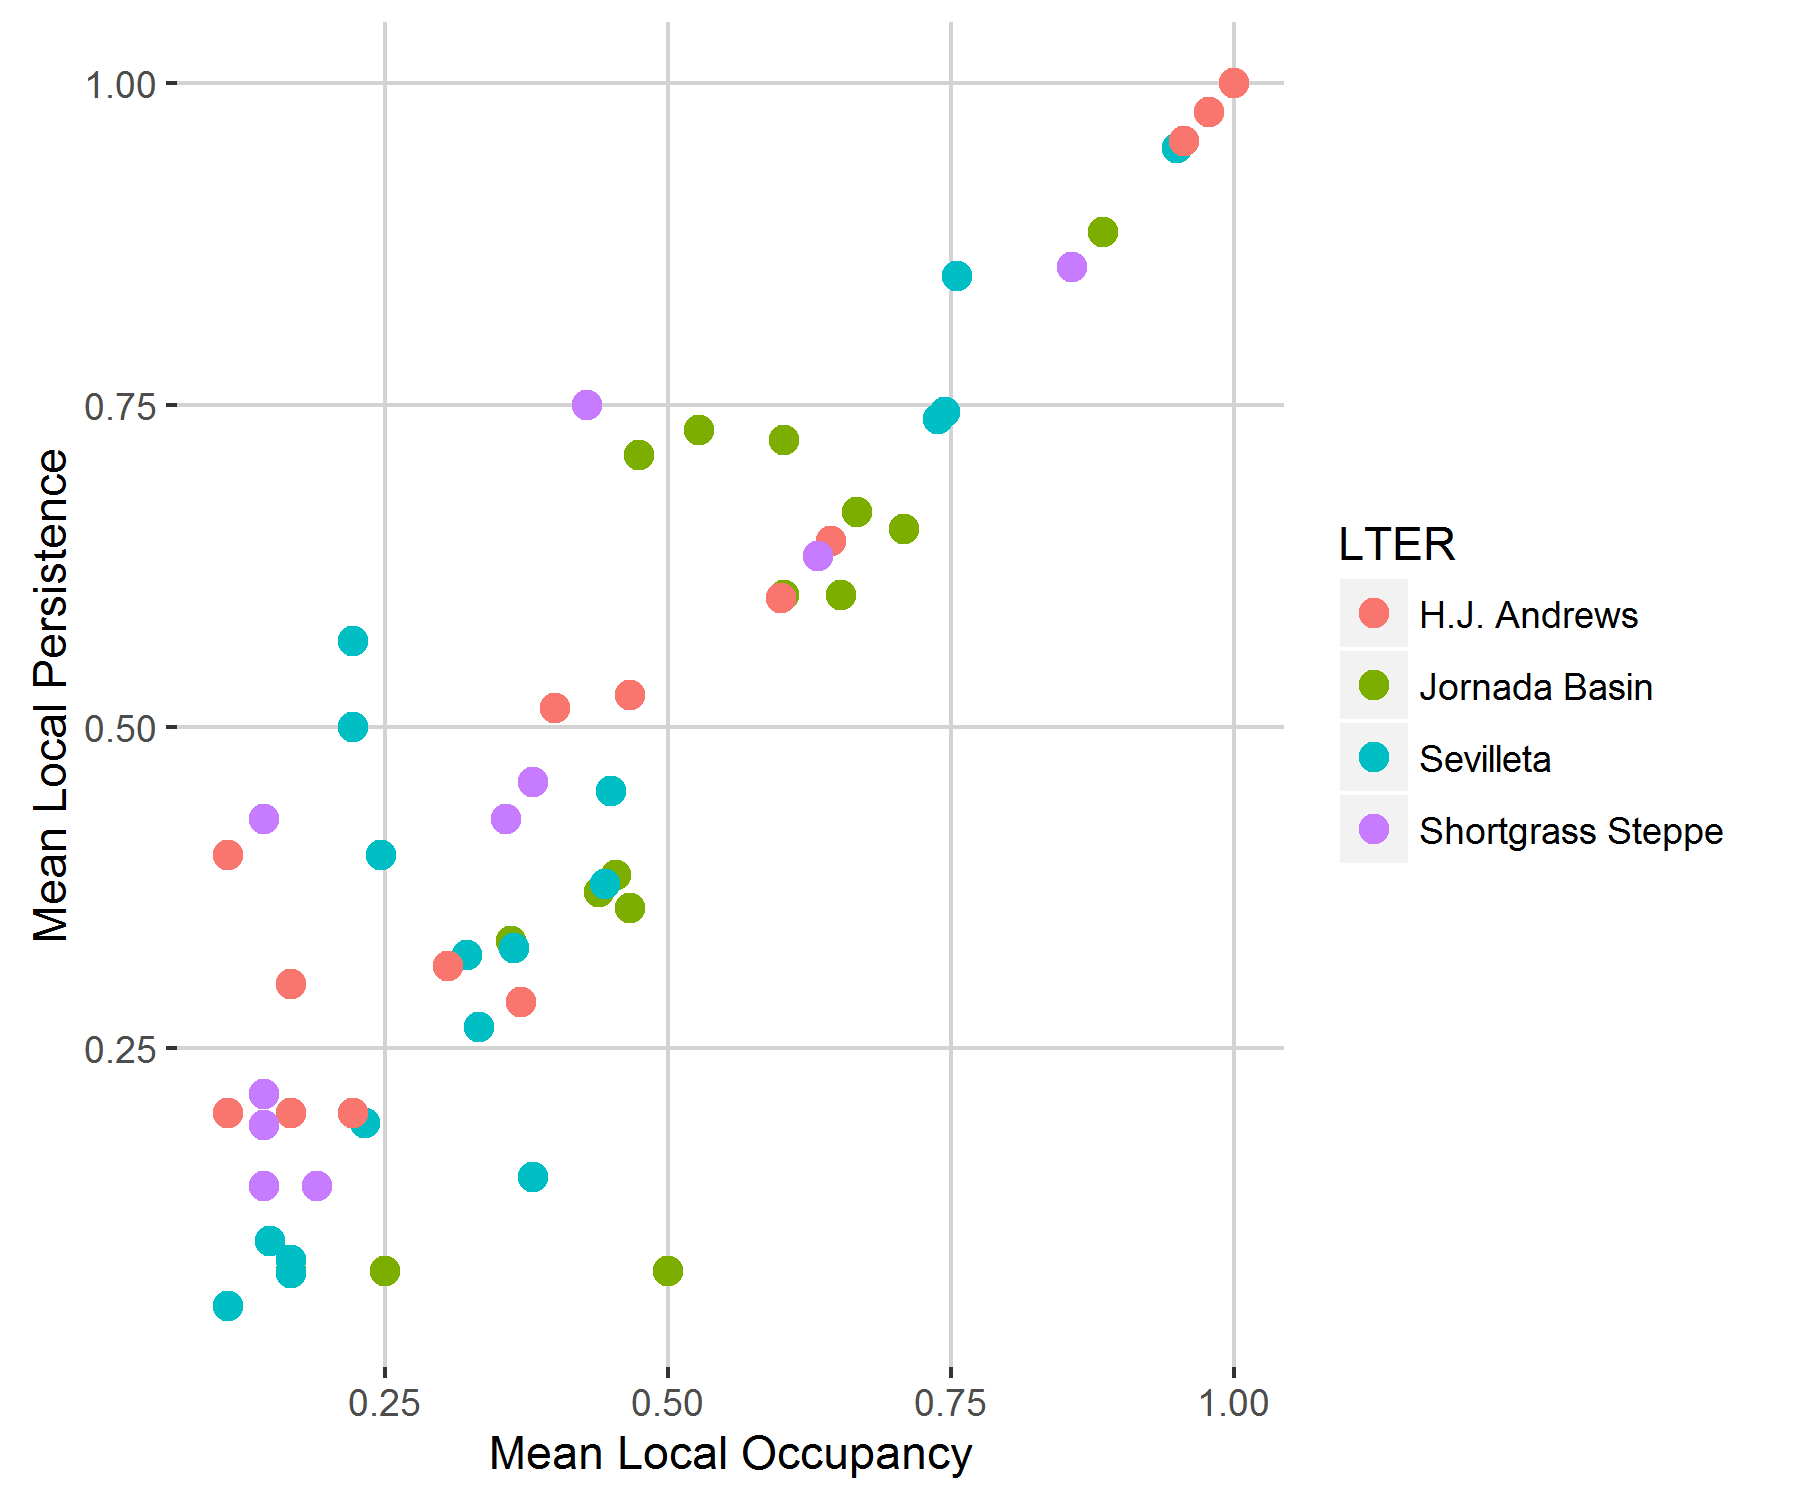 1.00
0.75
0.50
0.25
Mean Local Persistence
0.25 0.50 0.75 1.00
Mean Local Occupancy
LTER
H.J. Andrews
Jornada Basin
Sevilleta
Shortgrass Steppe